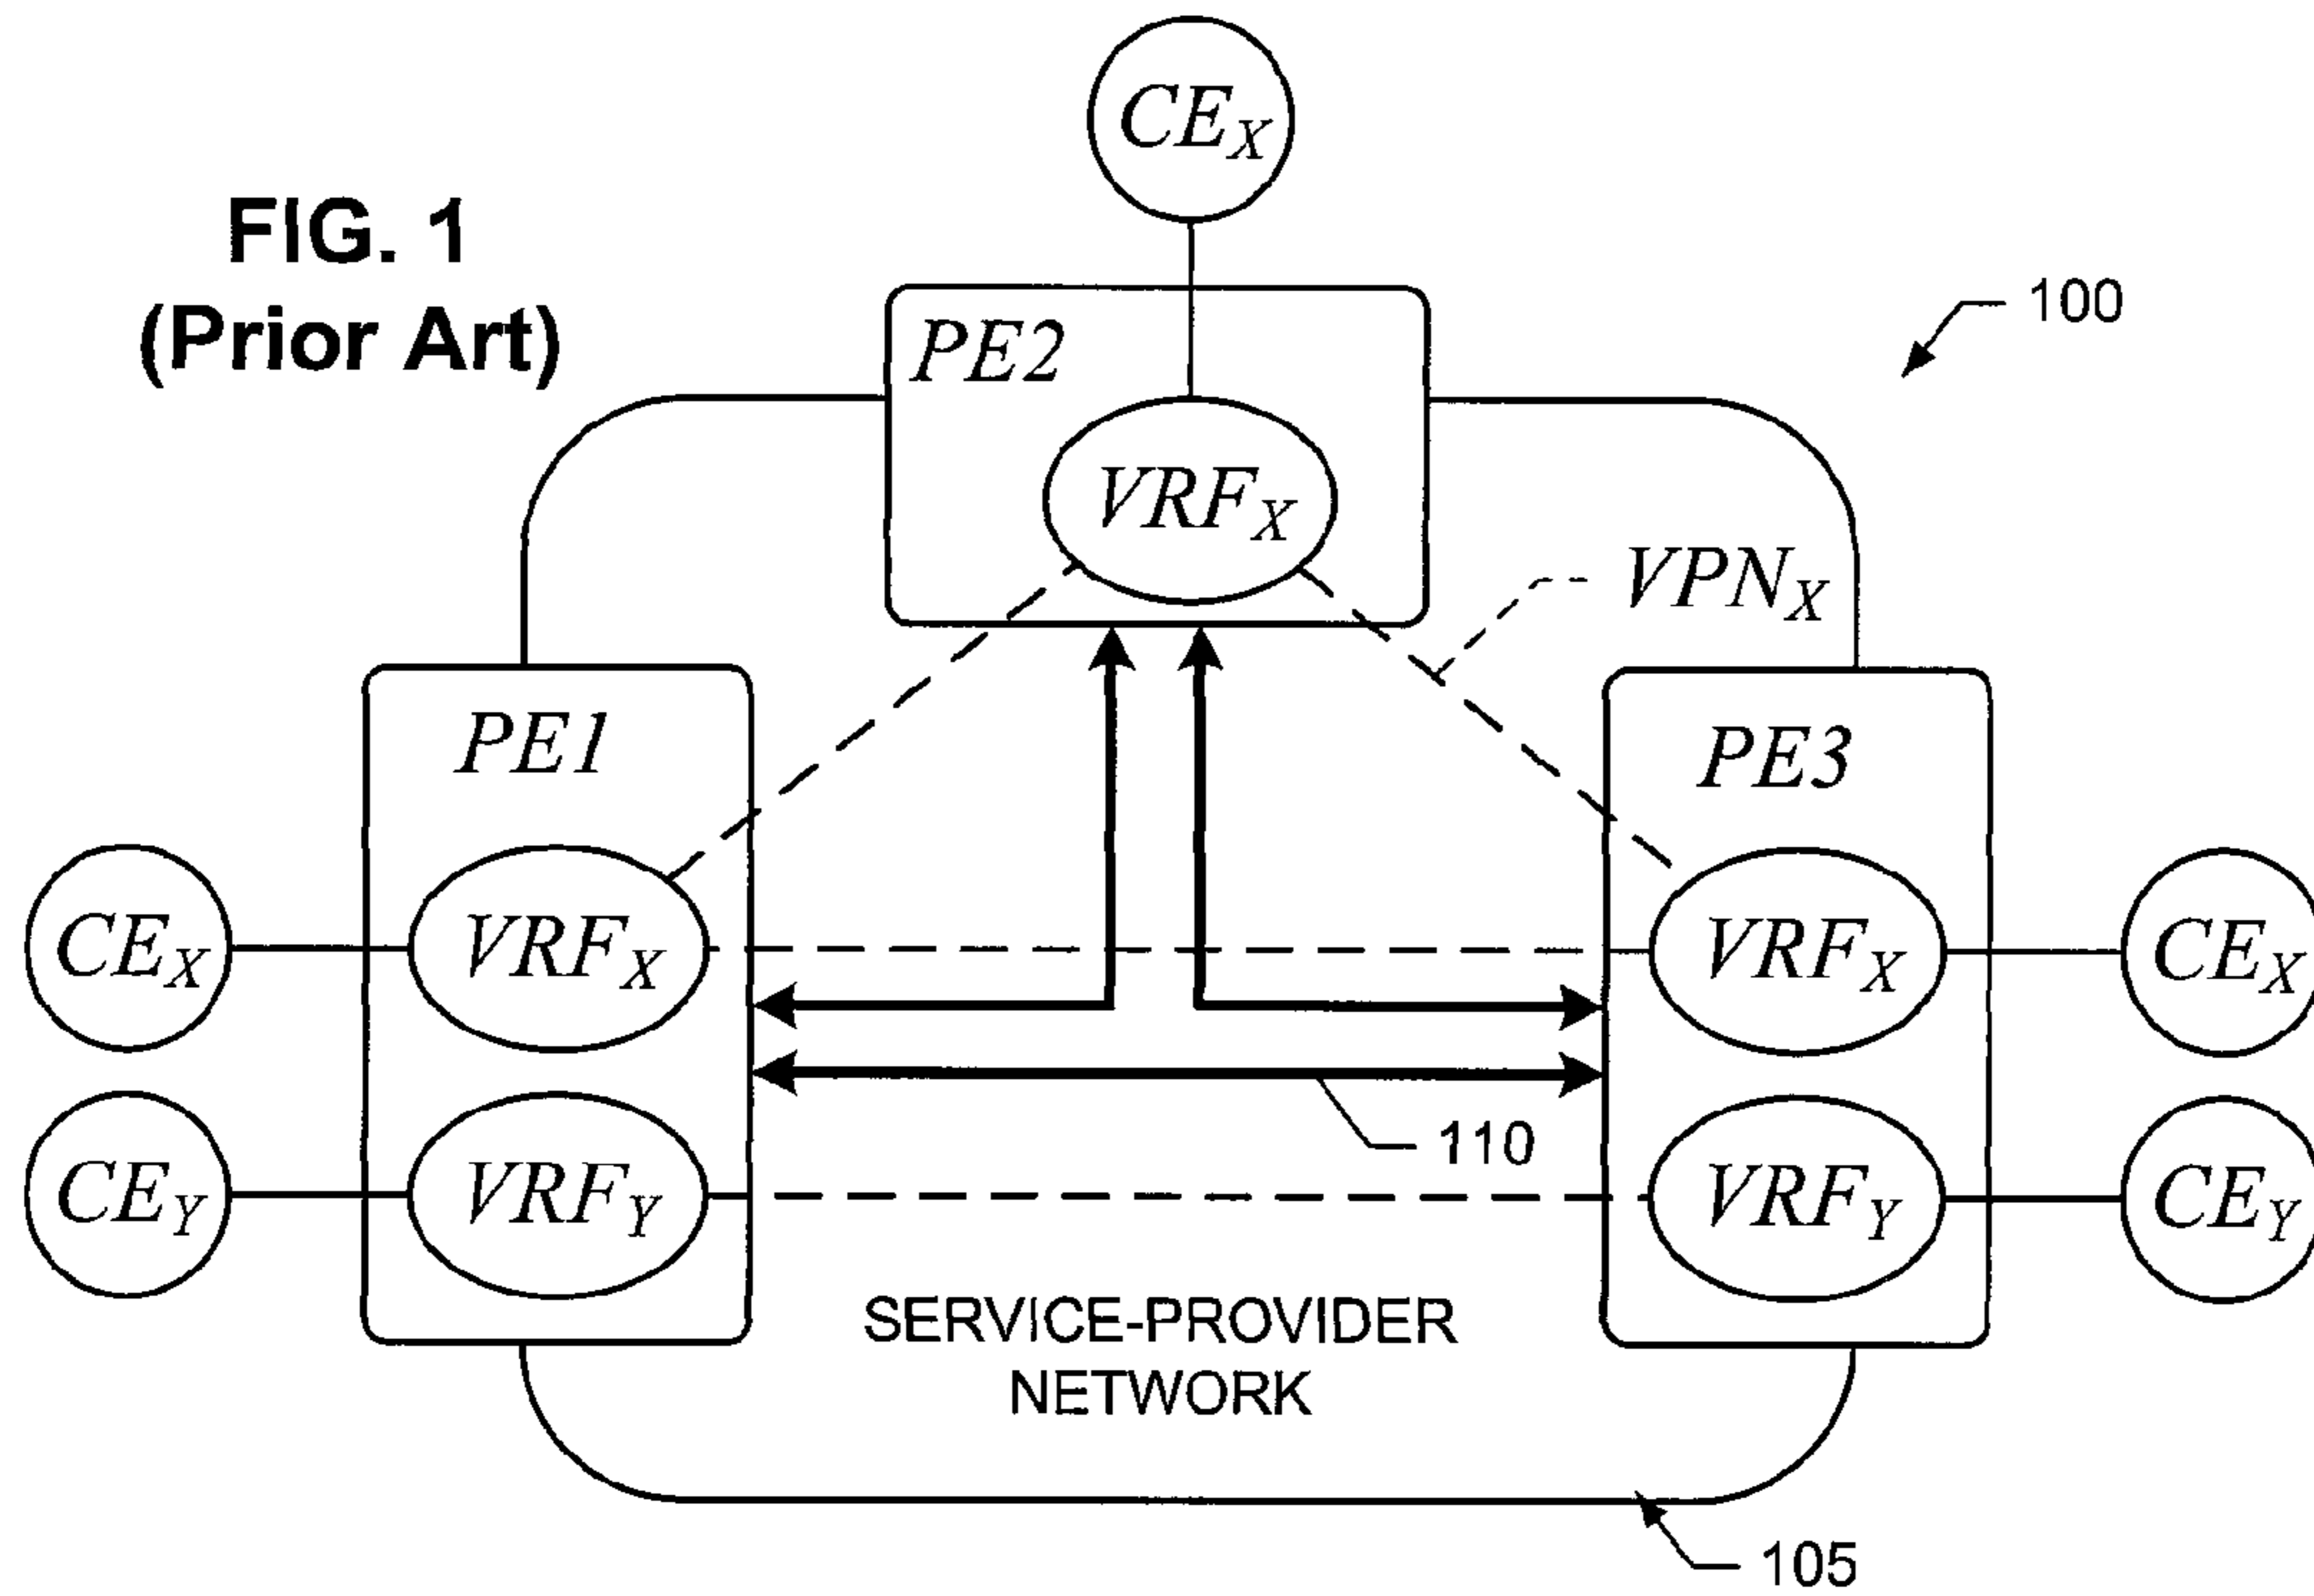 CE_X
FIG. 1
(Prior Art)
100
PE2
VRF_X
VPN_X
PE1
PE3
CE_X
VRF_X
VRF_X
CE_X
110
CE_Y
VRF_Y
VRF_Y
CE_Y
SERVICE-PROVIDER
NETWORK
105